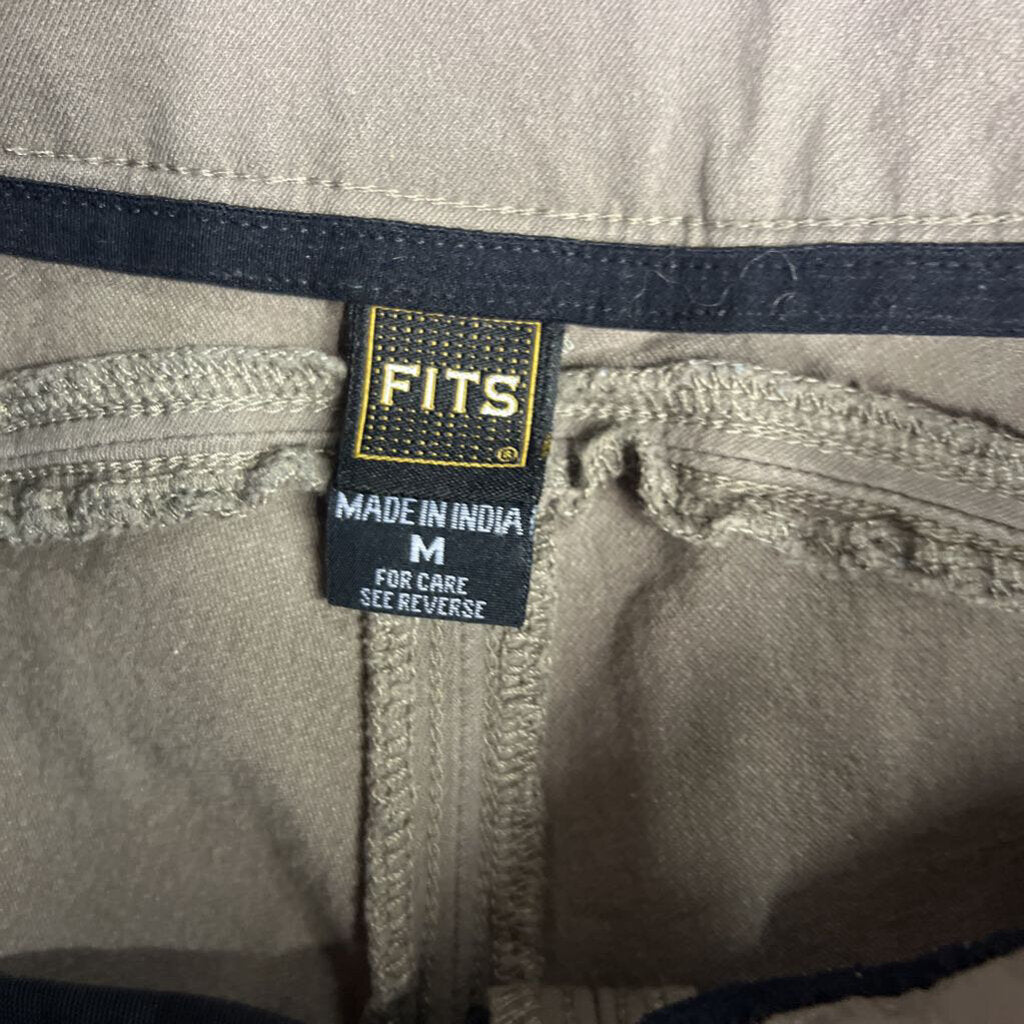 FITS
®
MADE IN INDIA
M
FOR CARE
SEE REVERSE